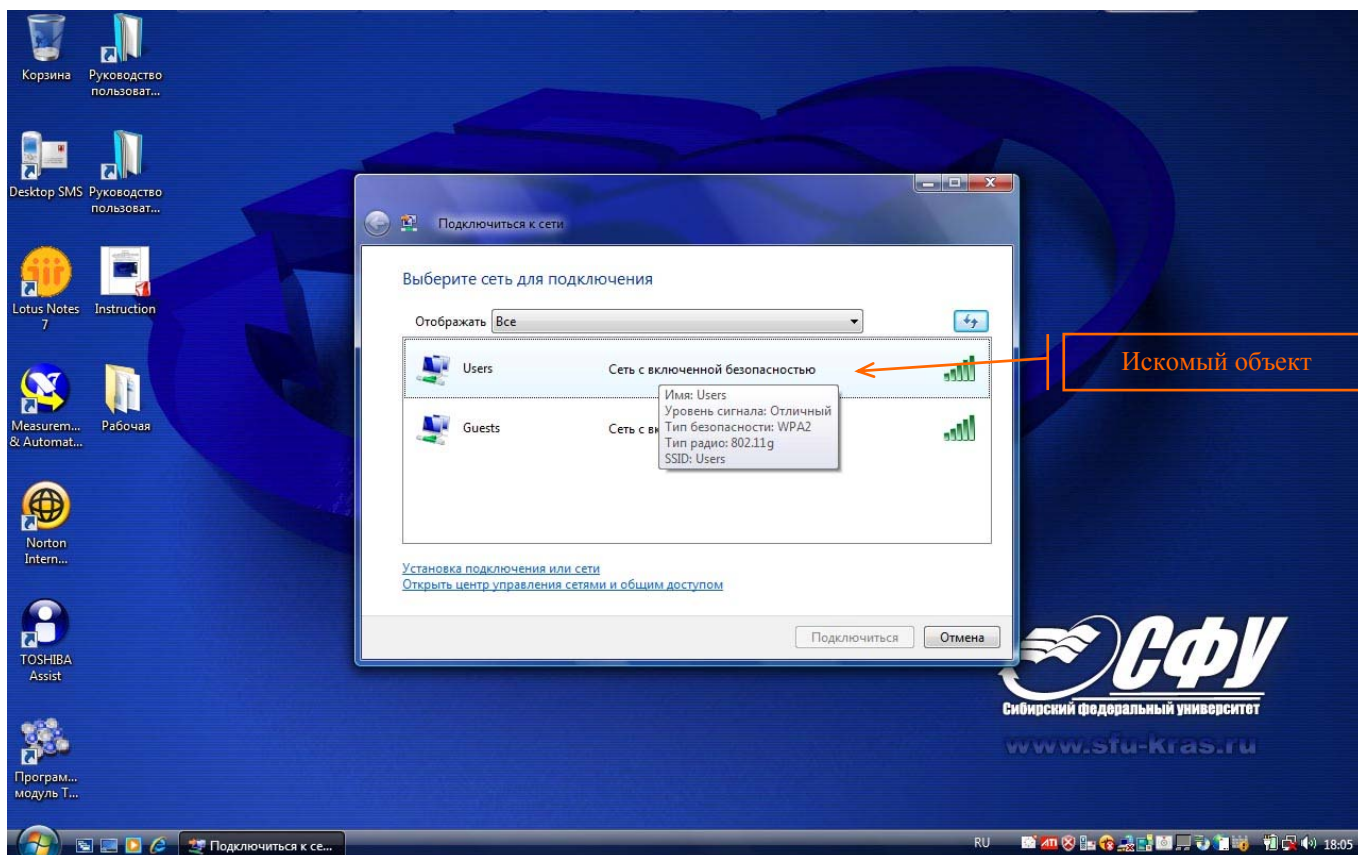 Корзина
Руководство
пользоват...
Desktop SMS
Руководство
пользоват...
Lotus Notes
7
Instruction
Measurem...
& Automat...
Рабочая
Norton
Intern...
TOSHIBA
Assist
Програм...
модуль Т...
Подключиться к сети
Выберите сеть для подключения
Отображать Все
Users Сеть с включенной безопасностью
Имя: Users
Уровень сигнала: Отличный
Тип безопасности: WPA2
Тип радио: 802.11g
SSID: Users
Guests Сеть с вк
Установка подключения или сети
Открыть центр управления сетями и общим доступом
Подключиться Отмена
Искомый объект
СфУ
Сибирский федеральный университет
www.sfu-kras.ru
Подключиться к се... RU 18:05